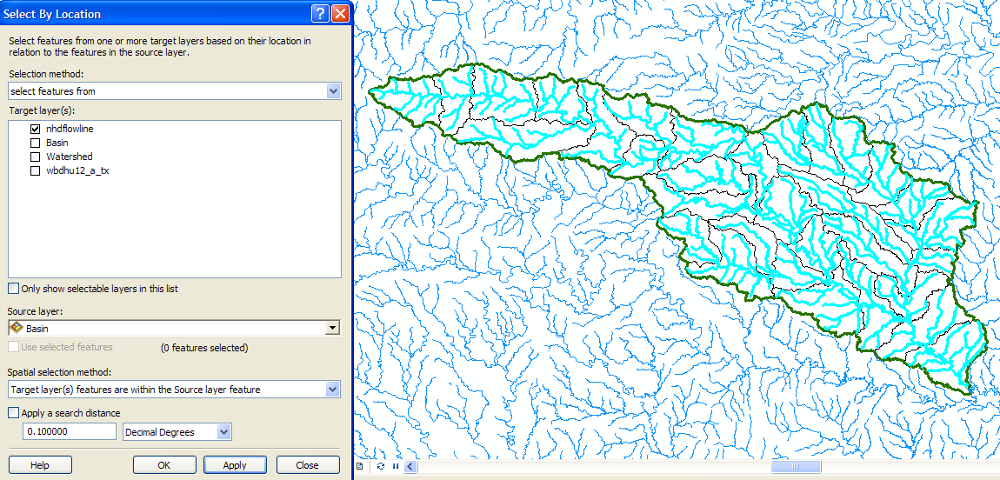 Select By Location
Select features from one or more target layers based on their location in
relation to the features in the source layer.
Selection method:
select features from
Target layer(s):
nhdflowline
Basin
Watershed
wbdhu12_a_tx
Only show selectable layers in this list
Source layer:
Basin
Use selected features (0 features selected)
Spatial selection method:
Target layer(s) features are within the Source layer feature
Apply a search distance
0.100000 Decimal Degrees
Help OK Apply Close